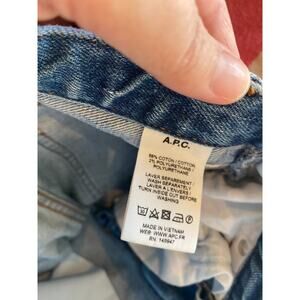 A.P.C.
98% COTTON / COTTON
2% POLYURETHANE /
POLYURETHANE
LAVER SEPAREMENT /
WASH SEPARATELY
LAVER A L'ENVERS /
TURN INSIDE OUT BEFORE
WASHING
MADE IN VIETNAM
WEB: WWW.APC.FR